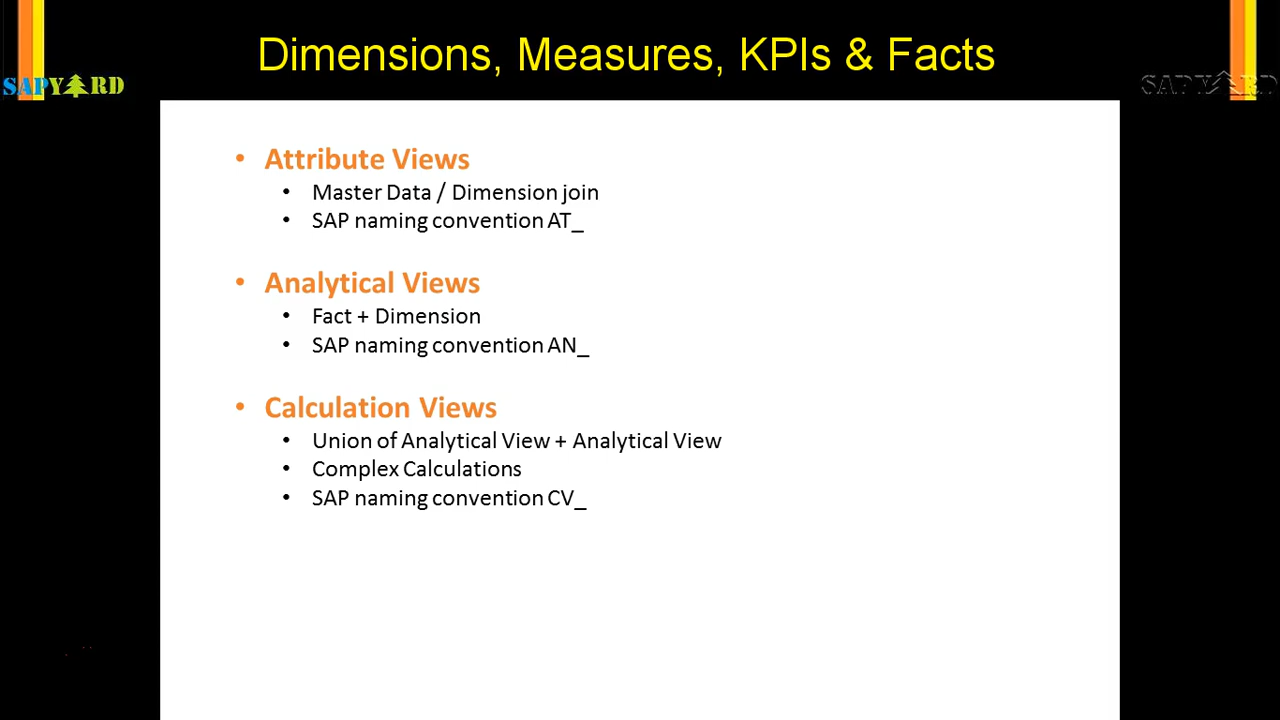 Dimensions, Measures, KPIs & Facts
SAPYARD
SAPYARD
• Attribute Views
• Master Data / Dimension join
• SAP naming convention AT_
• Analytical Views
• Fact + Dimension
• SAP naming convention AN_
• Calculation Views
• Union of Analytical View + Analytical View
• Complex Calculations
• SAP naming convention CV_